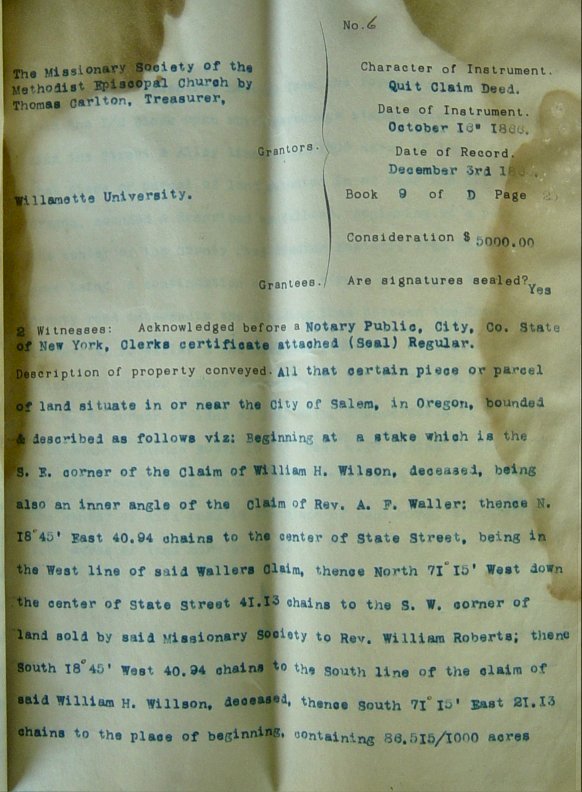 No. 6
The Missionary Society of the
Methodist Episcopal Church by
Thomas Carlton, Treasurer,
Grantors.
Willamette University.
Grantees.
Character of Instrument.
Quit Claim Deed.
Date of Instrument.
October 16" 1866.
Date of Record.
December 3rd
Book 9 of D Page
Consideration $ 5000.00
Are signatures sealed? Yes
2 Witnesses: Acknowledged before a Notary Public, City, Co. State
of New York, Clerks certificate attached (Seal) Regular.
Description of property conveyed. All that certain piece or parcel
of land situate in or near the City of Salem, in Oregon, bounded
& described as follows viz: Beginning at a stake which is the
S. E. corner of the Claim of William H. Wilson, deceased, being
also an inner angle of the Claim of Rev. A. F. Waller; thence N.
18°45' East 40.94 chains to the center of State Street, being in
the West line of said Wallers Claim, thence North 71°15' West down
the center of State Street 41.13 chains to the S. W. corner of
land sold by said Missionary Society to Rev. William Roberts; thenc
South 18°45' West 40.94 chains to the South line of the claim of
said William H. Willson, deceased, thence South 71°15' East 21.13
chains to the place of beginning, containing 86.515/1000 acres